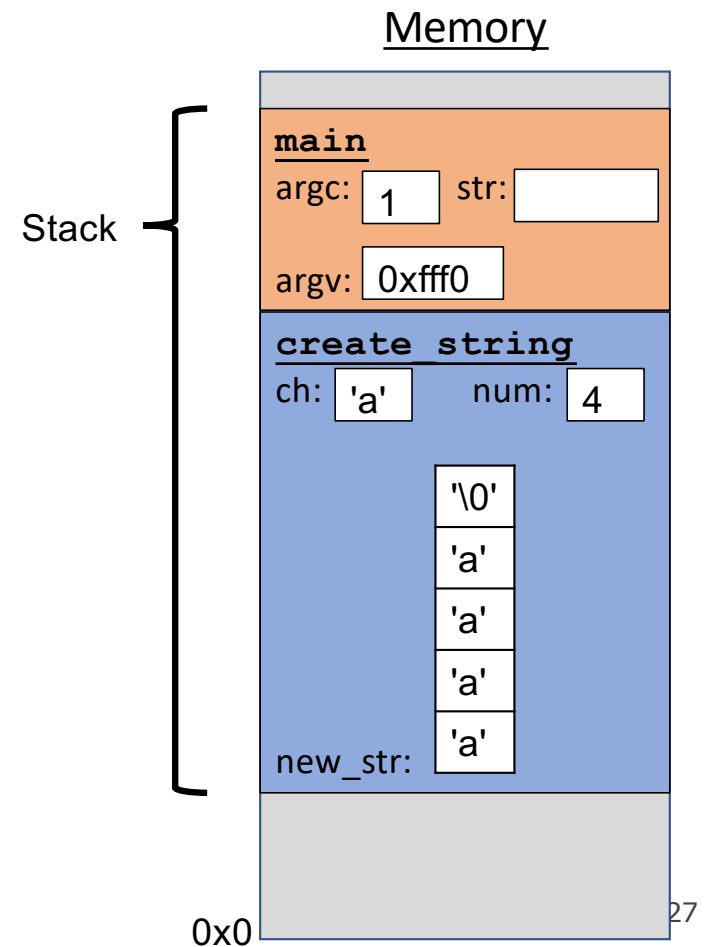 Memory
Stack
main
argc: 1 str:
argv: 0xfff0
create_string
ch: 'a' num: 4
'\0'
'a'
'a'
'a'
new_str: 'a'
0x0
27